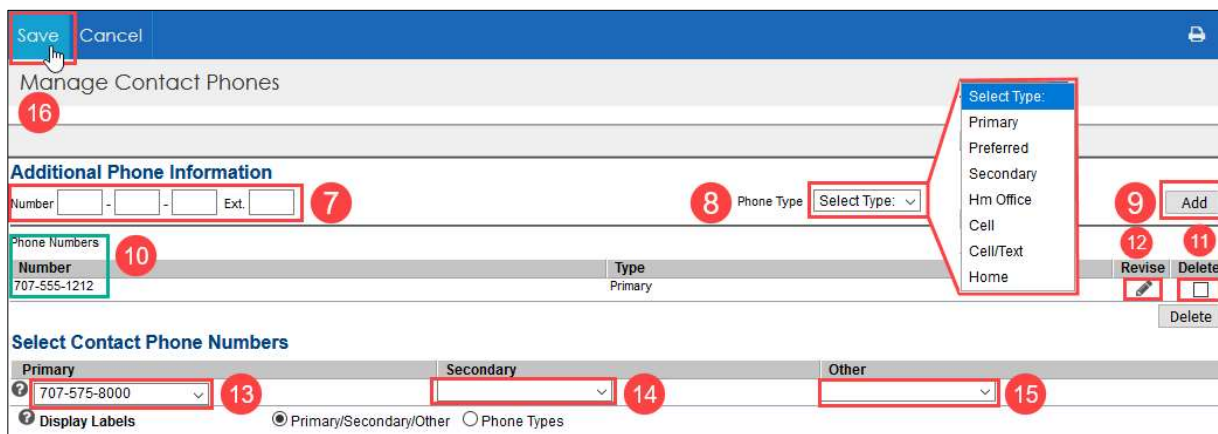 Save Cancel
Manage Contact Phones
16
Select Type:
Primary
Preferred
Secondary
Hm Office
Cell
Cell/Text
Home
Additional Phone Information
Number - - Ext. 7 8 Phone Type Select Type: 9 Add
Phone Numbers 10 12 11
Number Type Revise Delete
707-555-1212 Primary
Delete
Select Contact Phone Numbers
Primary Secondary Other
? 707-575-8000 13 14 15
? Display Labels Primary/Secondary/Other Phone Types